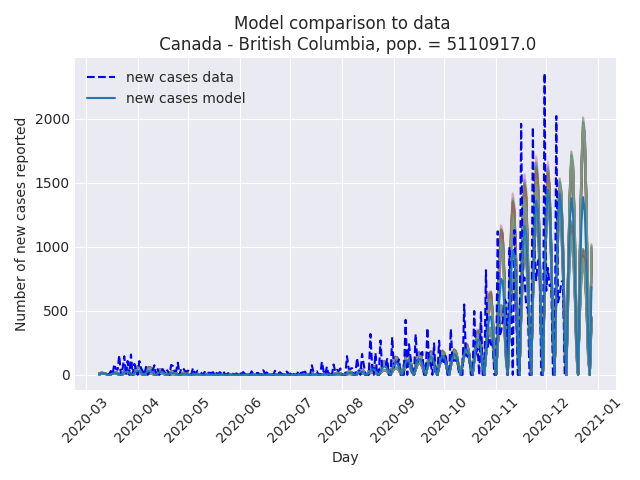 Model comparison to data
Canada - British Columbia, pop. = 5110917.0
new cases data
new cases model
Number of new cases reported
2000
1500
1000
500
0
2020-03
2020-04
2020-05
2020-06
2020-07
2020-08
2020-09
2020-10
2020-11
2020-12
2021-01
Day